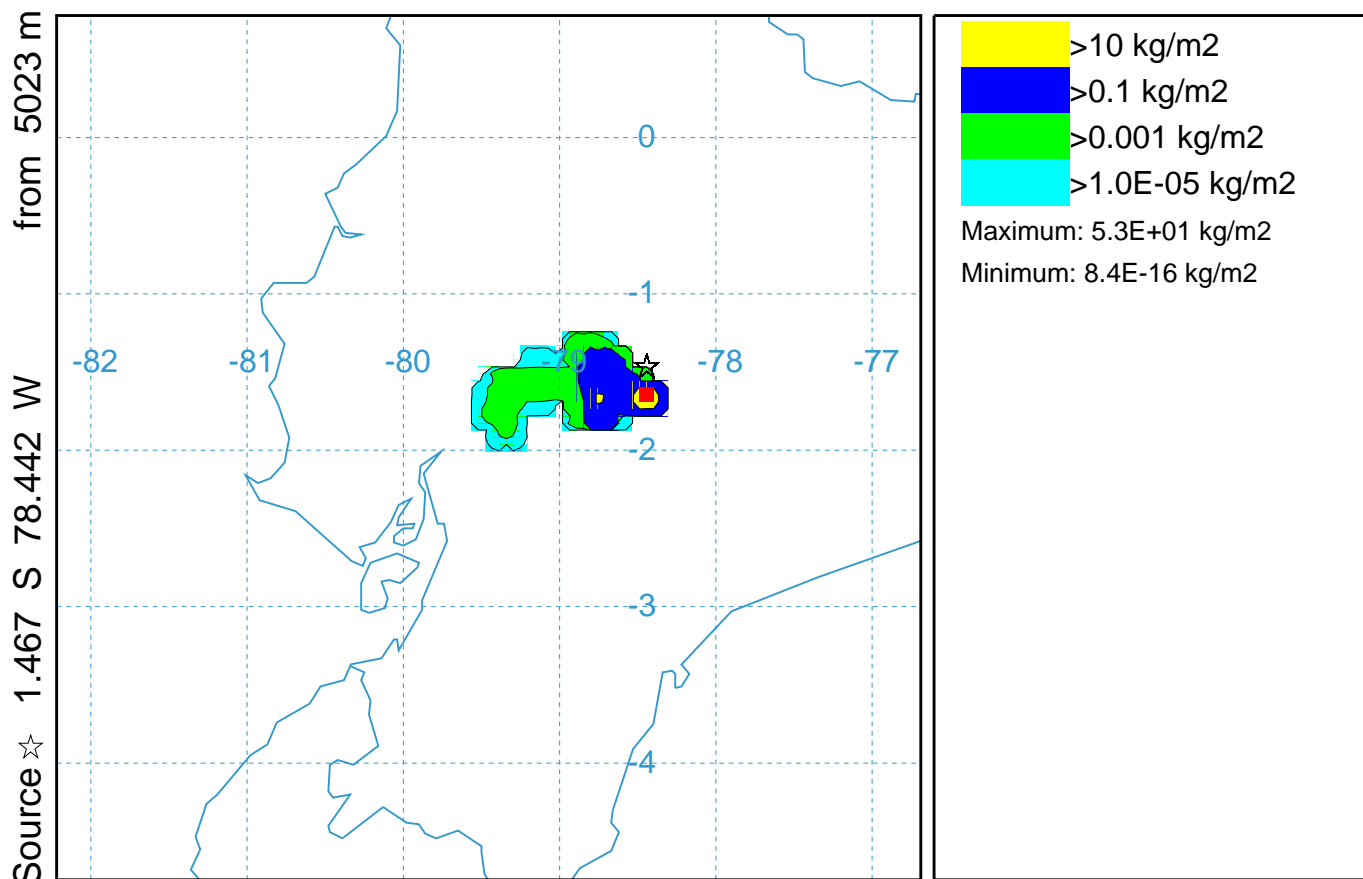 Source ☆ 1.467 S 78.442 W from 5023 m
0
-1
-82 -81 -80 -79 -78 -77
-2
-3
-4
>10 kg/m2
>0.1 kg/m2
>0.001 kg/m2
>1.0E-05 kg/m2
Maximum: 5.3E+01 kg/m2
Minimum: 8.4E-16 kg/m2